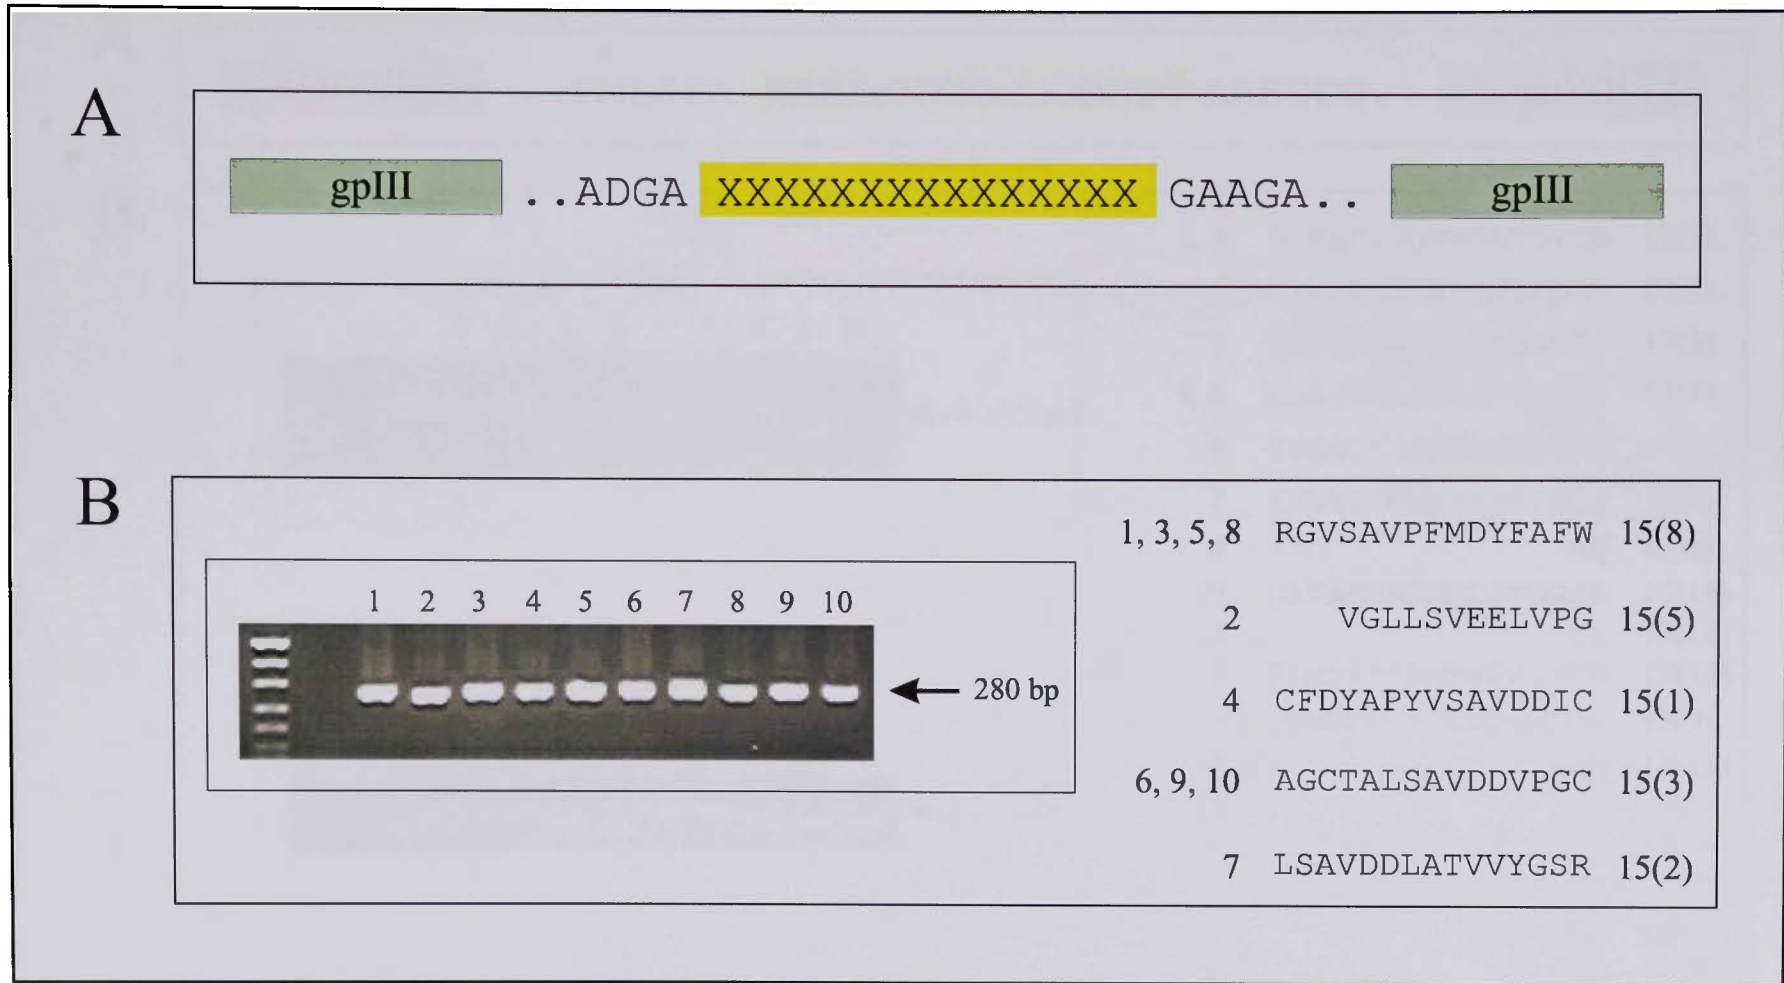 A
gpIII ..ADGA XXXXXXXXXXXXXXX GAAGA.. gpIII
B
1 2 3 4 5 6 7 8 9 10
280 bp
1, 3, 5, 8 RGVSAVPFMDYFAFW 15(8)
2 VGLLSVEELVPG 15(5)
4 CFDYAPYVSAVDDIC 15(1)
6, 9, 10 AGCTALSAVDDVPGC 15(3)
7 LSAVDDLATVVYGSR 15(2)